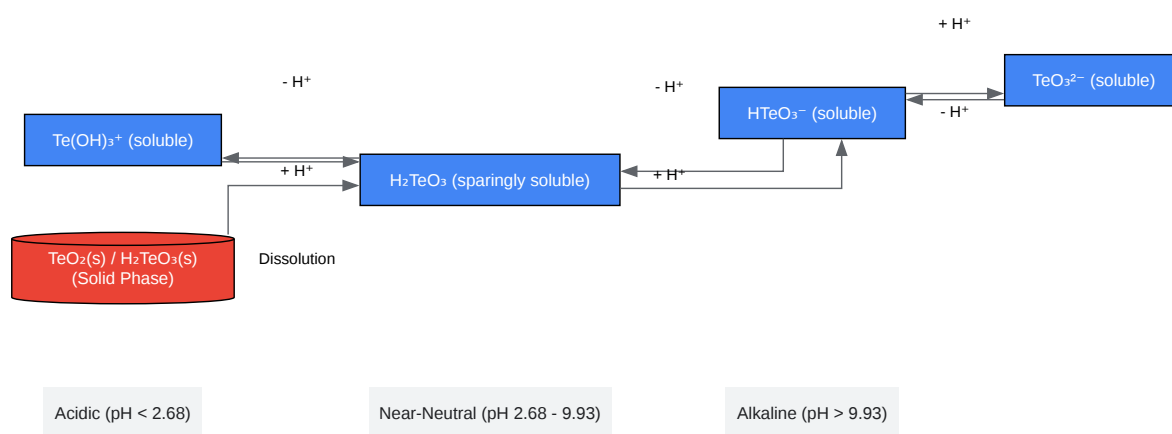 + H⁺
TeO₃²⁻ (soluble)
- H⁺
- H⁺
HTeO₃⁻ (soluble)
- H⁺
Te(OH)₃⁺ (soluble)
+ H⁺
H₂TeO₃ (sparingly soluble)
+ H⁺
TeO₂(s) / H₂TeO₃(s)
(Solid Phase)
Dissolution
Acidic (pH < 2.68)
Near-Neutral (pH 2.68 - 9.93)
Alkaline (pH > 9.93)